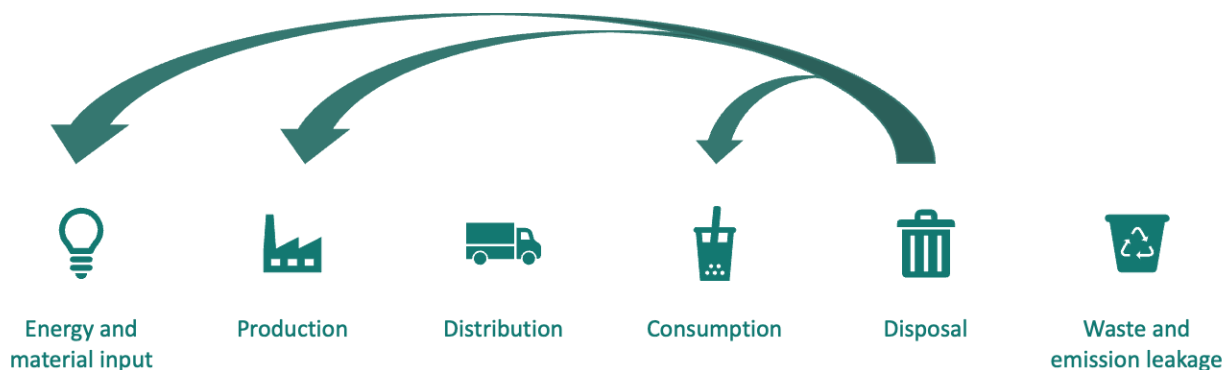 Energy and
material input
Production
Distribution
Consumption
Disposal
Waste and
emission leakage